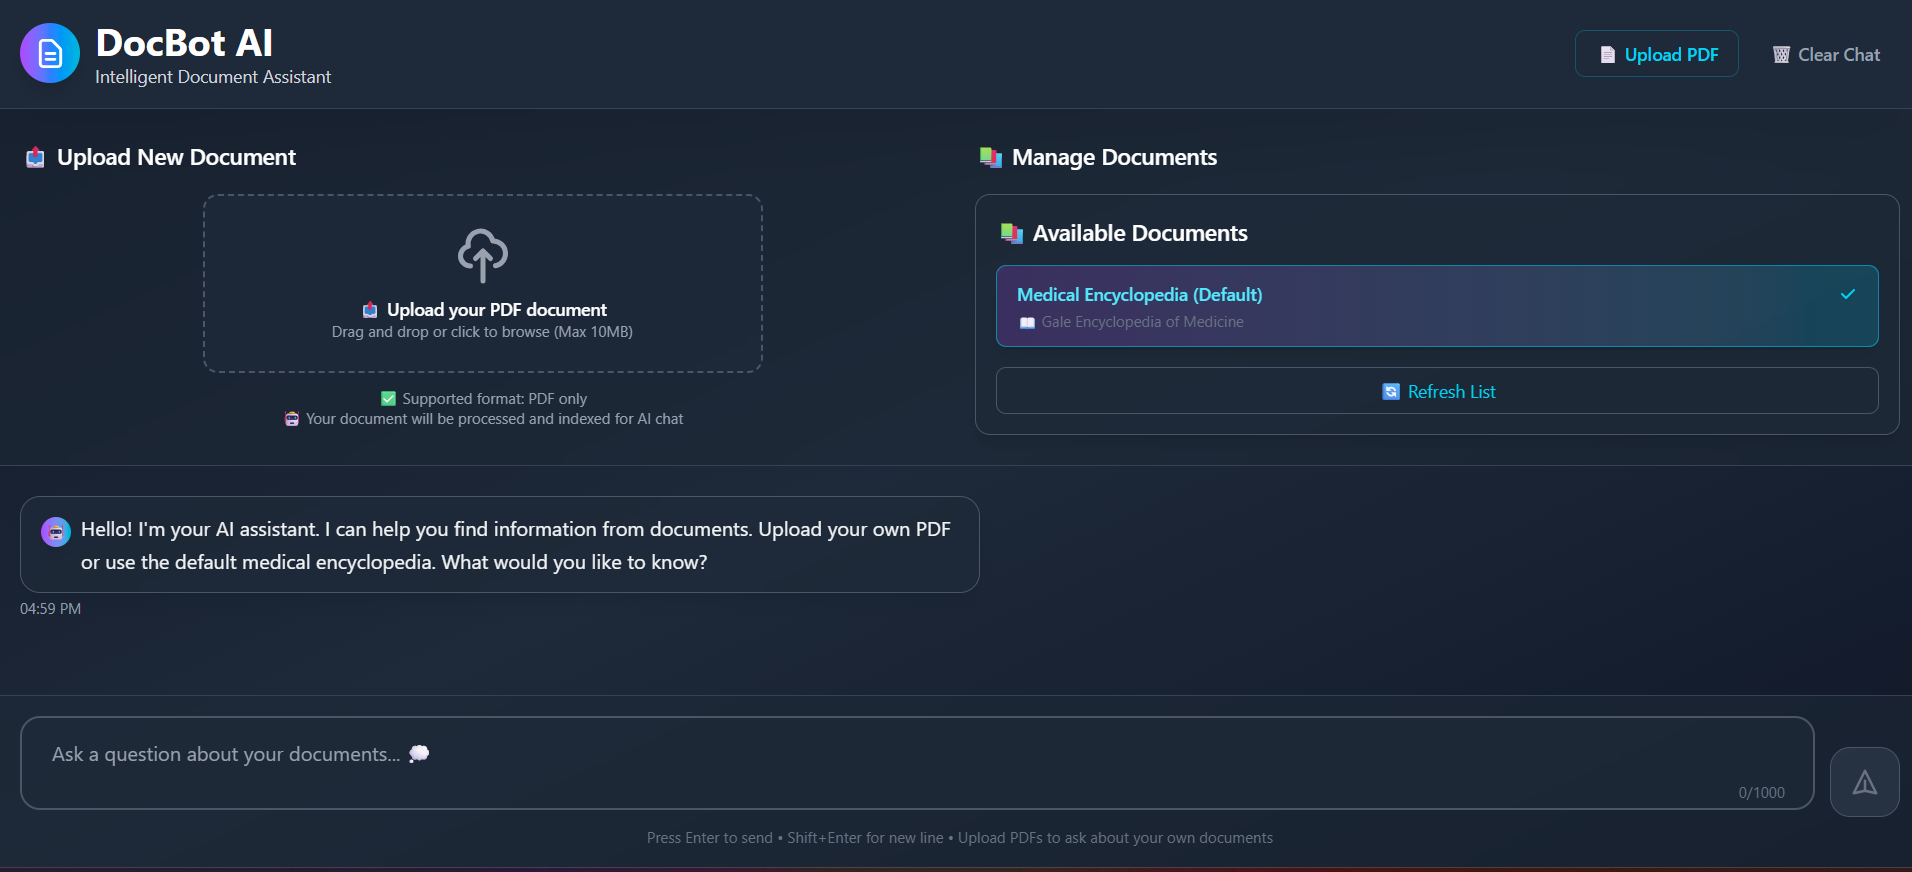 DocBot AI
Intelligent Document Assistant
Upload PDF
Clear Chat
Upload New Document
Upload your PDF document
Drag and drop or click to browse (Max 10MB)
Supported format: PDF only
Your document will be processed and indexed for AI chat
Manage Documents
Available Documents
Medical Encyclopedia (Default)
Gale Encyclopedia of Medicine
Refresh List
Hello! I'm your AI assistant. I can help you find information from documents. Upload your own PDF
or use the default medical encyclopedia. What would you like to know?
04:59 PM
Ask a question about your documents...
0/1000
Press Enter to send • Shift+Enter for new line • Upload PDFs to ask about your own documents